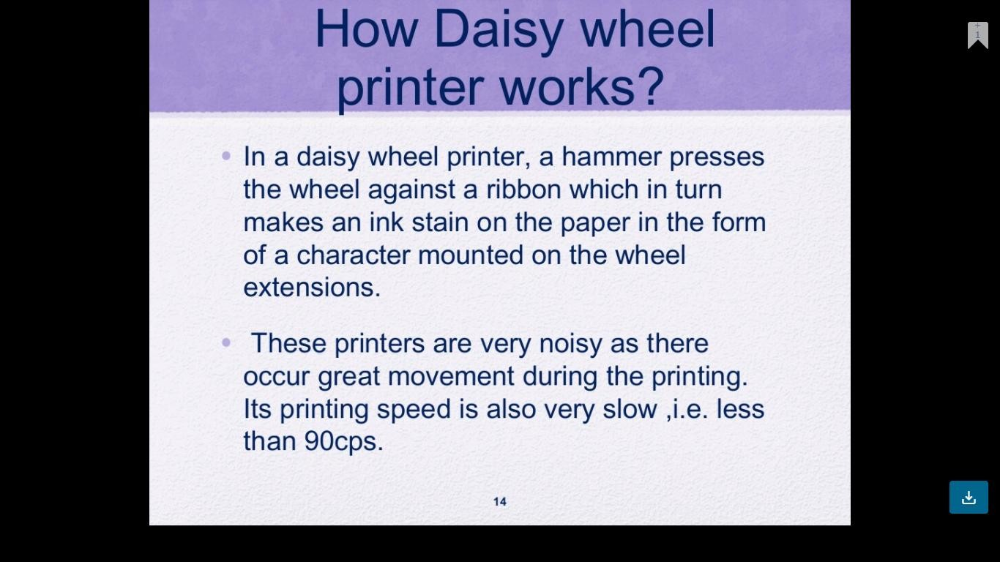 How Daisy wheel
printer works?
• In a daisy wheel printer, a hammer presses
the wheel against a ribbon which in turn
makes an ink stain on the paper in the form
of a character mounted on the wheel
extensions.
• These printers are very noisy as there
occur great movement during the printing.
Its printing speed is also very slow ,i.e. less
than 90cps.
14
+
1